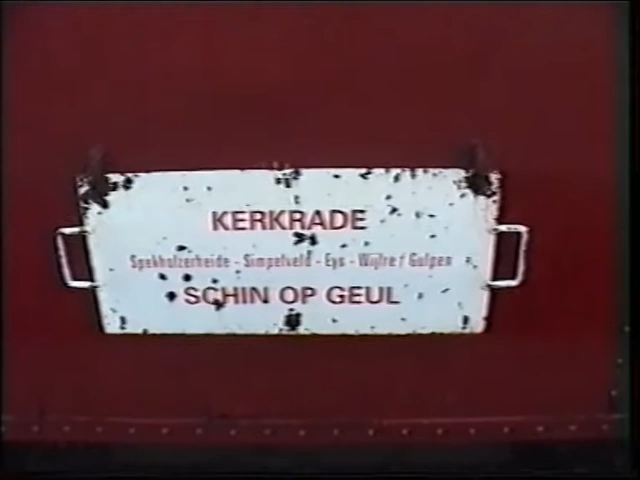 KERKRADE
Spekholzerheide - Simpelveld - Eys - Wijlre / Gulpen
SCHIN OP GEUL